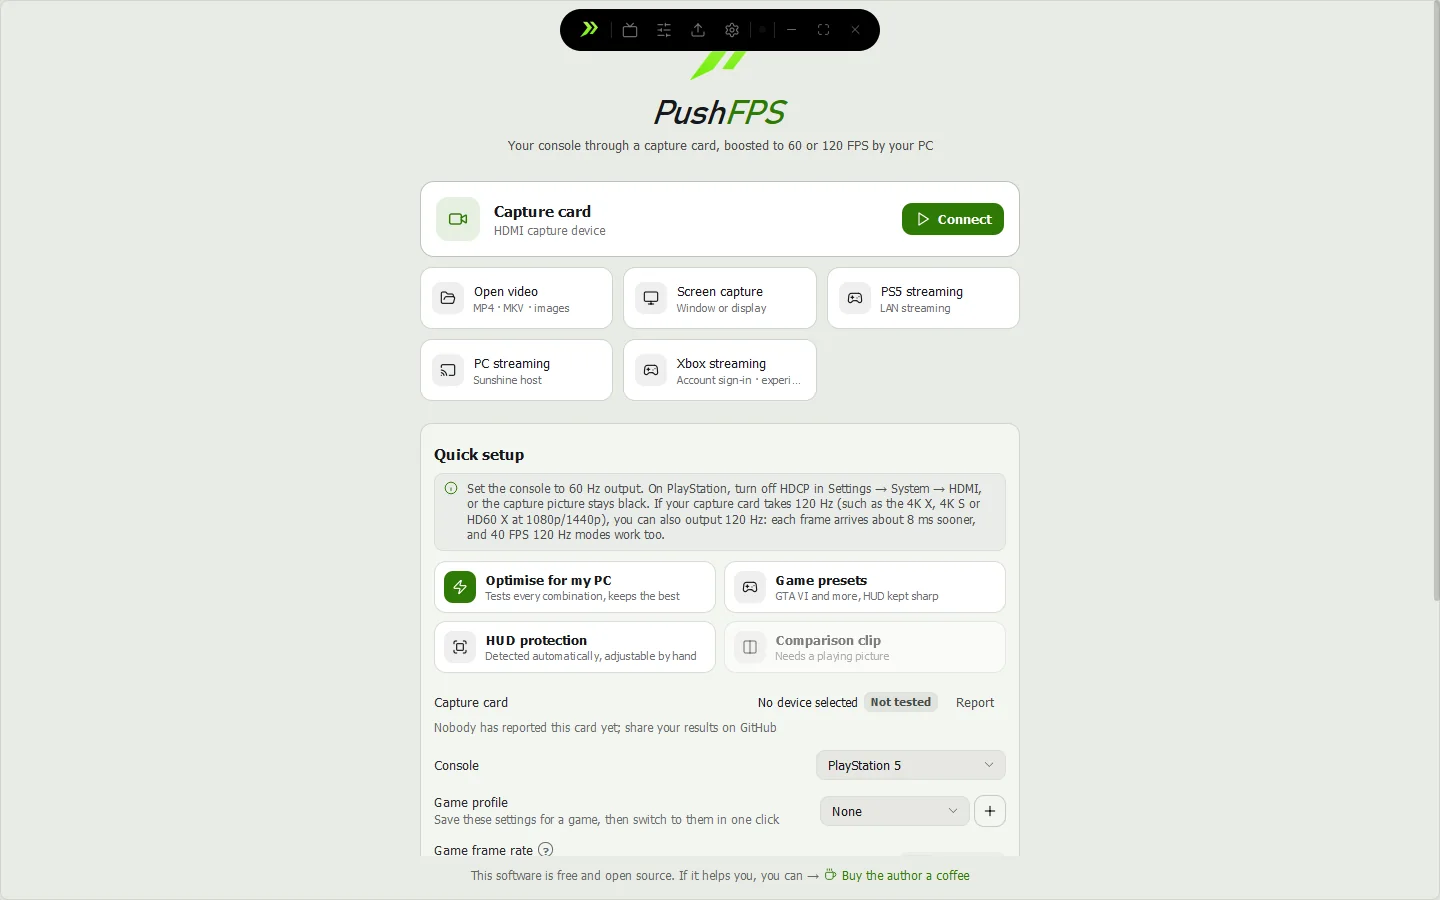 PushFPS
Your console through a capture card, boosted to 60 or 120 FPS by your PC
Capture card
HDMI capture device
Connect
Open video
MP4 · MKV · images
Screen capture
Window or display
PS5 streaming
LAN streaming
PC streaming
Sunshine host
Xbox streaming
Account sign-in · experi...
Quick setup
Set the console to 60 Hz output. On PlayStation, turn off HDCP in Settings → System → HDMI,
or the capture picture stays black. If your capture card takes 120 Hz (such as the 4K X, 4K S or
HD60 X at 1080p/1440p), you can also output 120 Hz: each frame arrives about 8 ms sooner,
and 40 FPS 120 Hz modes work too.
Optimise for my PC
Tests every combination, keeps the best
Game presets
GTA VI and more, HUD kept sharp
HUD protection
Detected automatically, adjustable by hand
Comparison clip
Needs a playing picture
Capture card
No device selected
Not tested
Report
Nobody has reported this card yet; share your results on GitHub
Console
PlayStation 5
Game profile
Save these settings for a game, then switch to them in one click
None
Game frame rate
This software is free and open source. If it helps you, you can → Buy the author a coffee